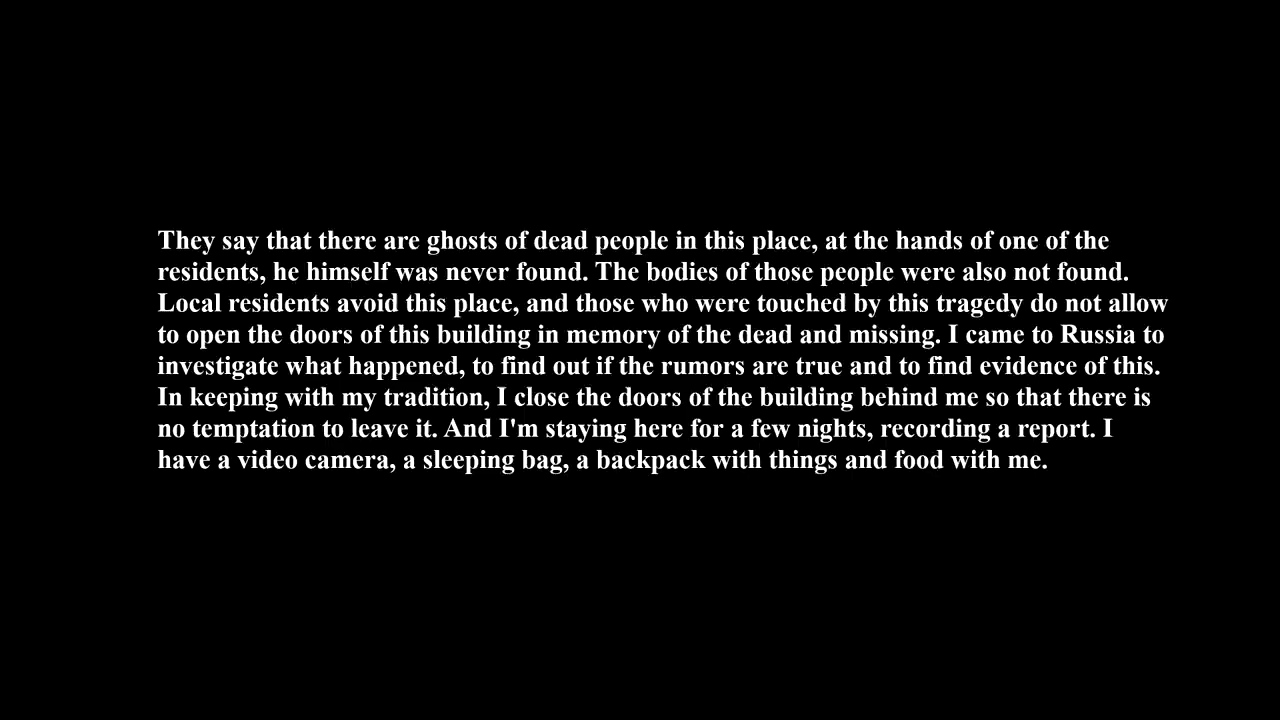 They say that there are ghosts of dead people in this place, at the hands of one of the
residents, he himself was never found. The bodies of those people were also not found.
Local residents avoid this place, and those who were touched by this tragedy do not allow
to open the doors of this building in memory of the dead and missing. I came to Russia to
investigate what happened, to find out if the rumors are true and to find evidence of this.
In keeping with my tradition, I close the doors of the building behind me so that there is
no temptation to leave it. And I'm staying here for a few nights, recording a report. I
have a video camera, a sleeping bag, a backpack with things and food with me.